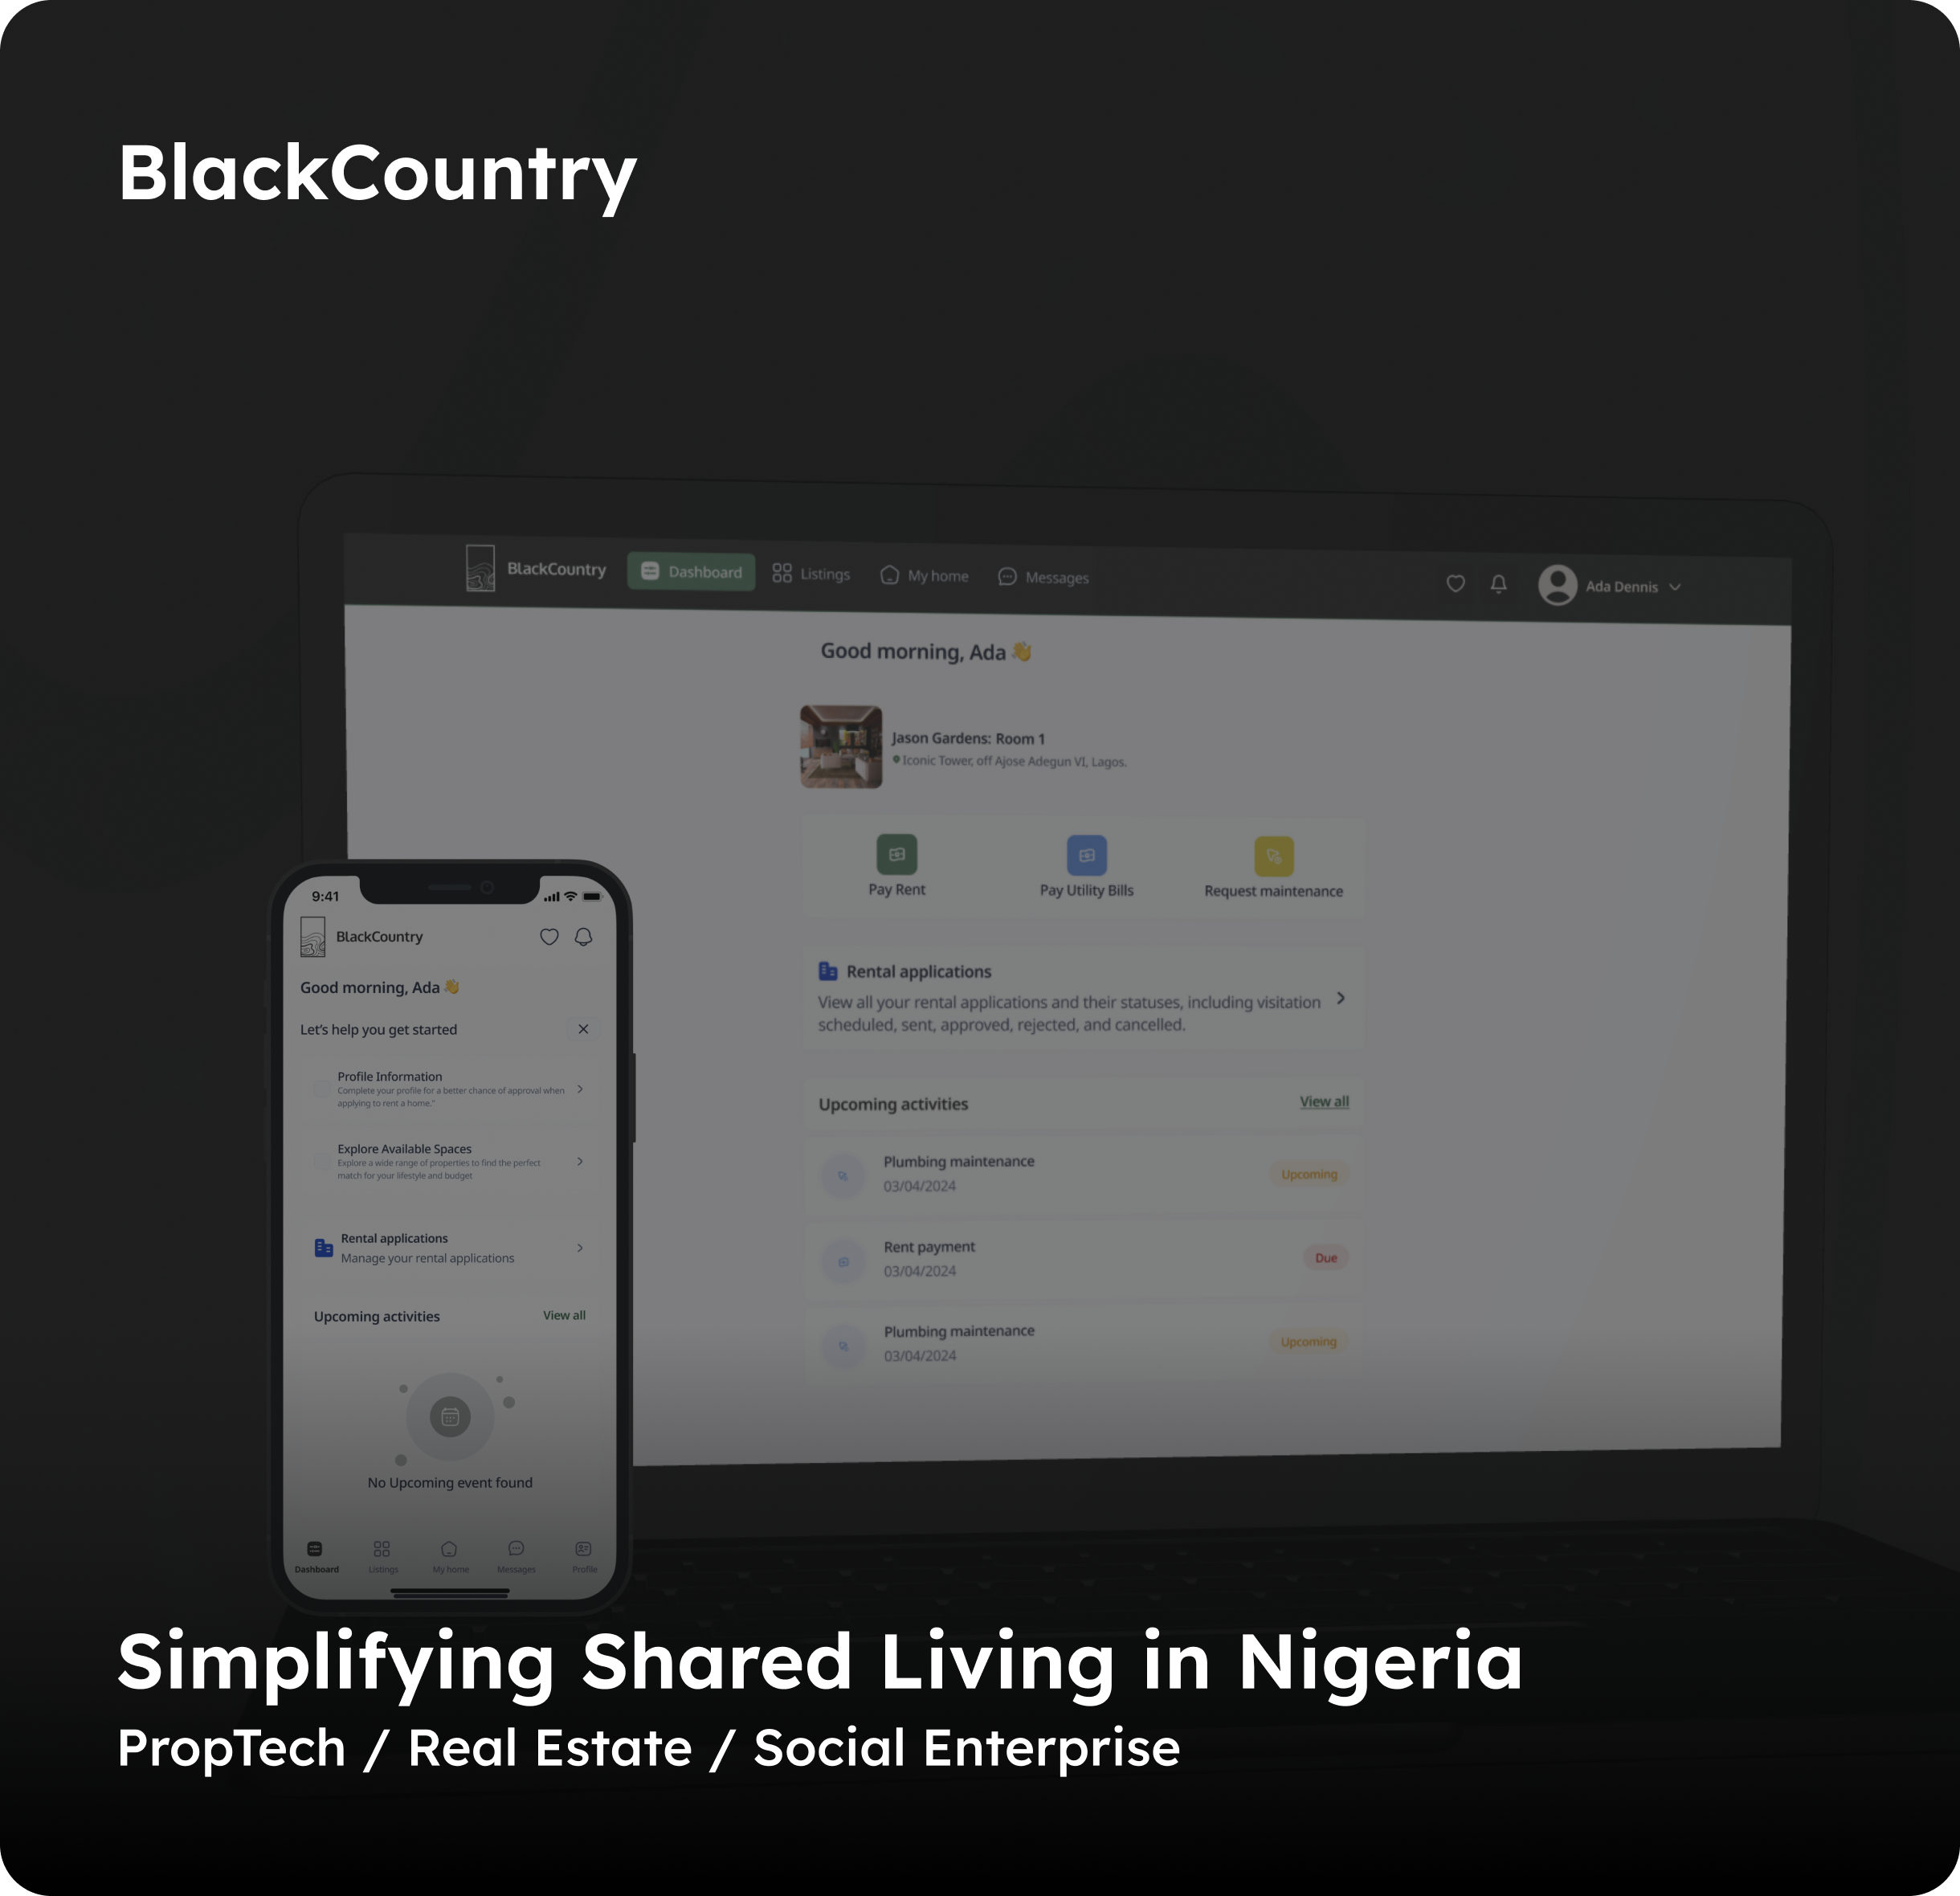 BlackCountry
BlackCountry Dashboard Listings My home Messages Ada Dennis
Good morning, Ada 👋
Jason Gardens: Room 1
Iconic Tower, off Ajose Adegun VI, Lagos.
Pay Rent Pay Utility Bills Request maintenance
Rental applications
View all your rental applications and their statuses, including visitation
scheduled, sent, approved, rejected, and cancelled.
Upcoming activities View all
Plumbing maintenance
03/04/2024
Upcoming
Rent payment
03/04/2024
Due
Plumbing maintenance
03/04/2024
Upcoming
9:41
BlackCountry
Good morning, Ada 👋
Let's help you get started
Profile Information
Complete your profile for a better chance of approval when
applying to rent a home."
Explore Available Spaces
Explore a wide range of properties to find the perfect
match for your lifestyle and budget
Rental applications
Manage your rental applications
Upcoming activities View all
No Upcoming event found
Dashboard Listings My home Messages Profile
Simplifying Shared Living in Nigeria
PropTech / Real Estate / Social Enterprise